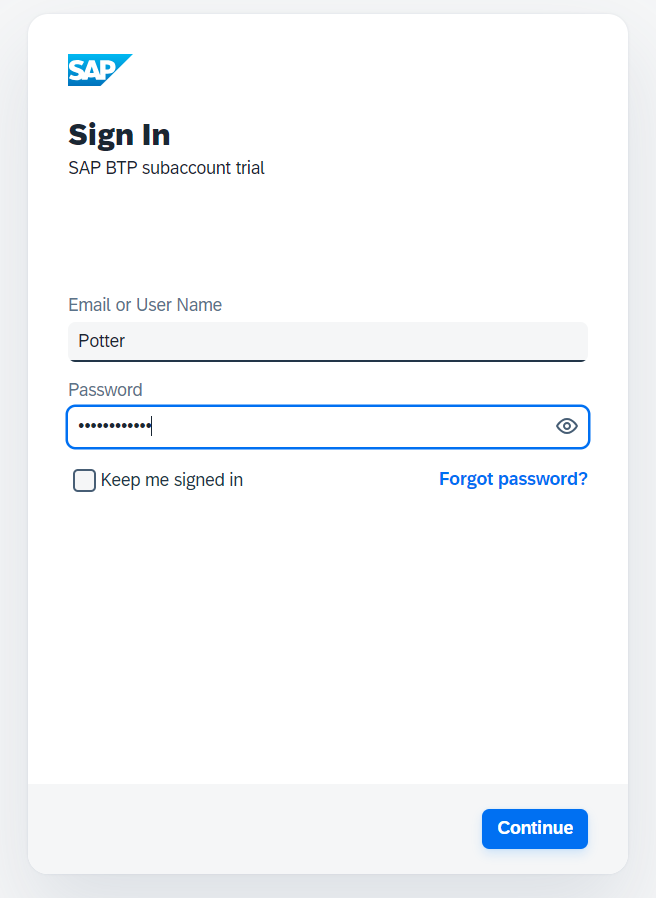 SAP
Sign In
SAP BTP subaccount trial
Email or User Name
Potter
Password
••••••••••••
Keep me signed in
Forgot password?
Continue